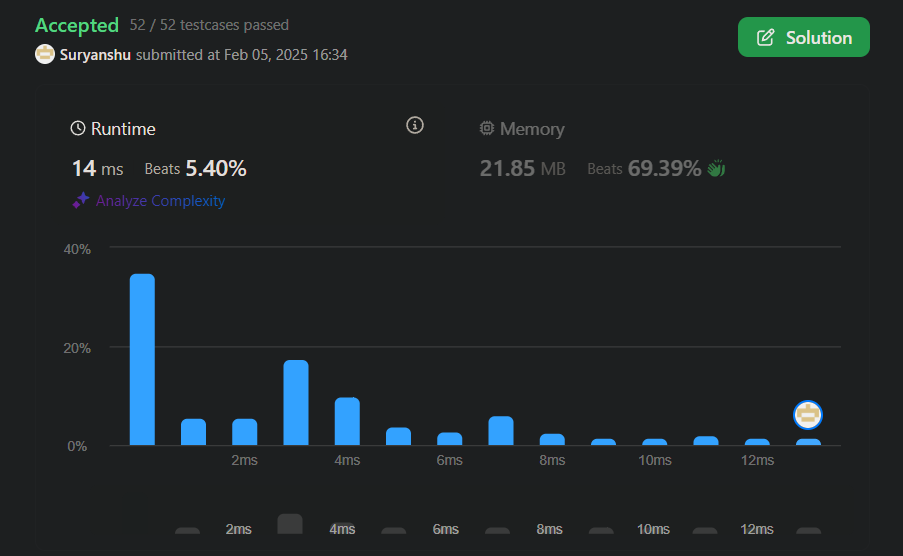 Accepted 52 / 52 testcases passed
Suryanshu submitted at Feb 05, 2025 16:34
Solution
Runtime
14 ms Beats 5.40%
Analyze Complexity
Memory
21.85 MB Beats 69.39%
40%
20%
0%
2ms 4ms 6ms 8ms 10ms 12ms
2ms 4ms 6ms 8ms 10ms 12ms